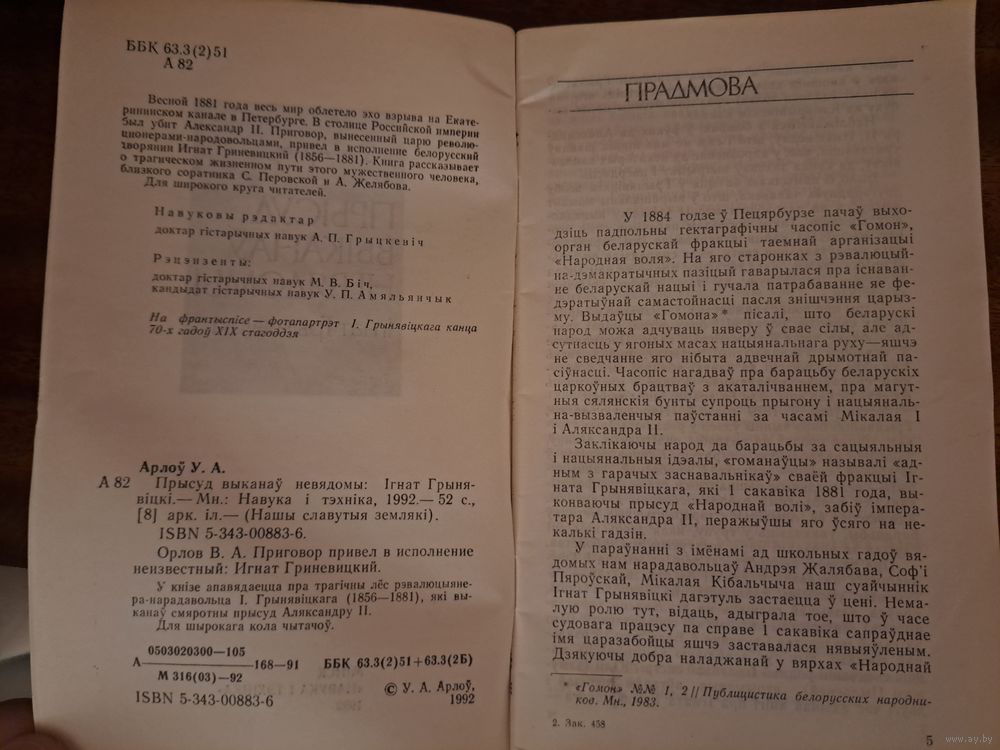 ББК 63.3(2)51
А 82
Весной 1881 года весь мир облетело эхо взрыва на Екате-
рининском канале в Петербурге. В столице Российской империи
был убит Александр II. Приговор, вынесенный царю револю-
ционерами-народовольцами, привел в исполнение белорусский
дворянин Игнат Гриневицкий (1856—1881). Книга рассказывает
о трагическом жизненном пути этого мужественного человека,
близкого соратника С. Перовской и А. Желябова.
Для широкого круга читателей.
Навуковы рэдактар
доктар гістарычных навук А. П. Грыцкевіч
Рэцэнзенты:
доктар гістарычных навук М. В. Біч,
кандыдат гістарычных навук У. П. Амяльянчык
На франтыспісе — фотапартрэт І. Грынявіцкага канца
70-х гадоў XIX стагоддзя
Арлоў У. А.
А 82 Прысуд выканаў невядомы: Ігнат Грыня-
віцкі.— Мн.: Навука і тэхніка, 1992.— 52 с.,
[8] арк. іл.— (Нашы славутыя землякі).
ISBN 5-343-00883-6.
Орлов В. А. Приговор привел в исполнение
неизвестный: Игнат Гриневицкий.
У кнізе апавядаецца пра трагічны лёс рэвалюцыяне-
ра-нарадавольца І. Грынявіцкага (1856—1881), які вы-
канаў смяротны прысуд Аляксандру II.
Для шырокага кола чытачоў.
0503020300—105
А 168—91 ББК 63.3(2)51+63.3(2Б)
М 316(03)—92
ISBN 5-343-00883-6
© У. А. Арлоў,
1992
ПРАДМОВА
У 1884 годзе ў Пецярбурзе пачаў выхо-
дзіць падпольны гектаграфічны часопіс «Гомон»,
орган беларускай фракцыі таемнай арганізацыі
«Народная воля». На яго старонках з рэвалюцый-
на-дэмакратычных пазіцый гаварылася пра існаван-
не беларускай нацыі і гучала патрабаванне яе фе-
дэратыўнай самастойнасці пасля знішчэння царыз-
му. Выдаўцы «Гомона»* пісалі, што беларускі
народ можа адчуваць няверу ў свае сілы, але ад-
сутнасць у ягоных масах нацыянальнага руху—яшчэ
не сведчанне яго нібыта адвечнай дрымотнай па-
сіўнасці. Часопіс нагадваў пра барацьбу беларускіх
царкоўных брацтваў з акаталічваннем, пра магут-
ныя сялянскія бунты супроць прыгону і нацыяналь-
на-вызваленчыя паўстанні за часамі Мікалая I
і Аляксандра II.
Заклікаючы народ да барацьбы за сацыяльныя
і нацыянальныя ідэалы, «гоманаўцы» называлі «ад-
ным з гарачых заснавальнікаў» сваёй фракцыі Іг-
ната Грынявіцкага, які 1 сакавіка 1881 года, вы-
конваючы прысуд «Народнай волі», забіў імпера-
тара Аляксандра II, перажыўшы яго ўсяго на не-
калькі гадзін.
У параўнанні з імёнамі ад школьных гадоў вя-
домых нам нарадавольцаў Андрэя Жалябава, Соф'і
Пяроўскай, Мікалая Кібальчыча наш суайчыннік
Ігнат Грынявіцкі дагэтуль застаецца ў цені. Нема-
лую ролю тут, відаць, адыграла тое, што ў часе
судовага працэсу па справе 1 сакавіка сапраўднае
імя царазабойцы яшчэ заставалася нявыяўленым.
Дзякуючы добра наладжанай у вярхах «Народнай
* «Гомон» №№ 1, 2 // Публицистика белорусских народни-
ков. Мн., 1983.
2. Зак. 458
5
www.ay.by